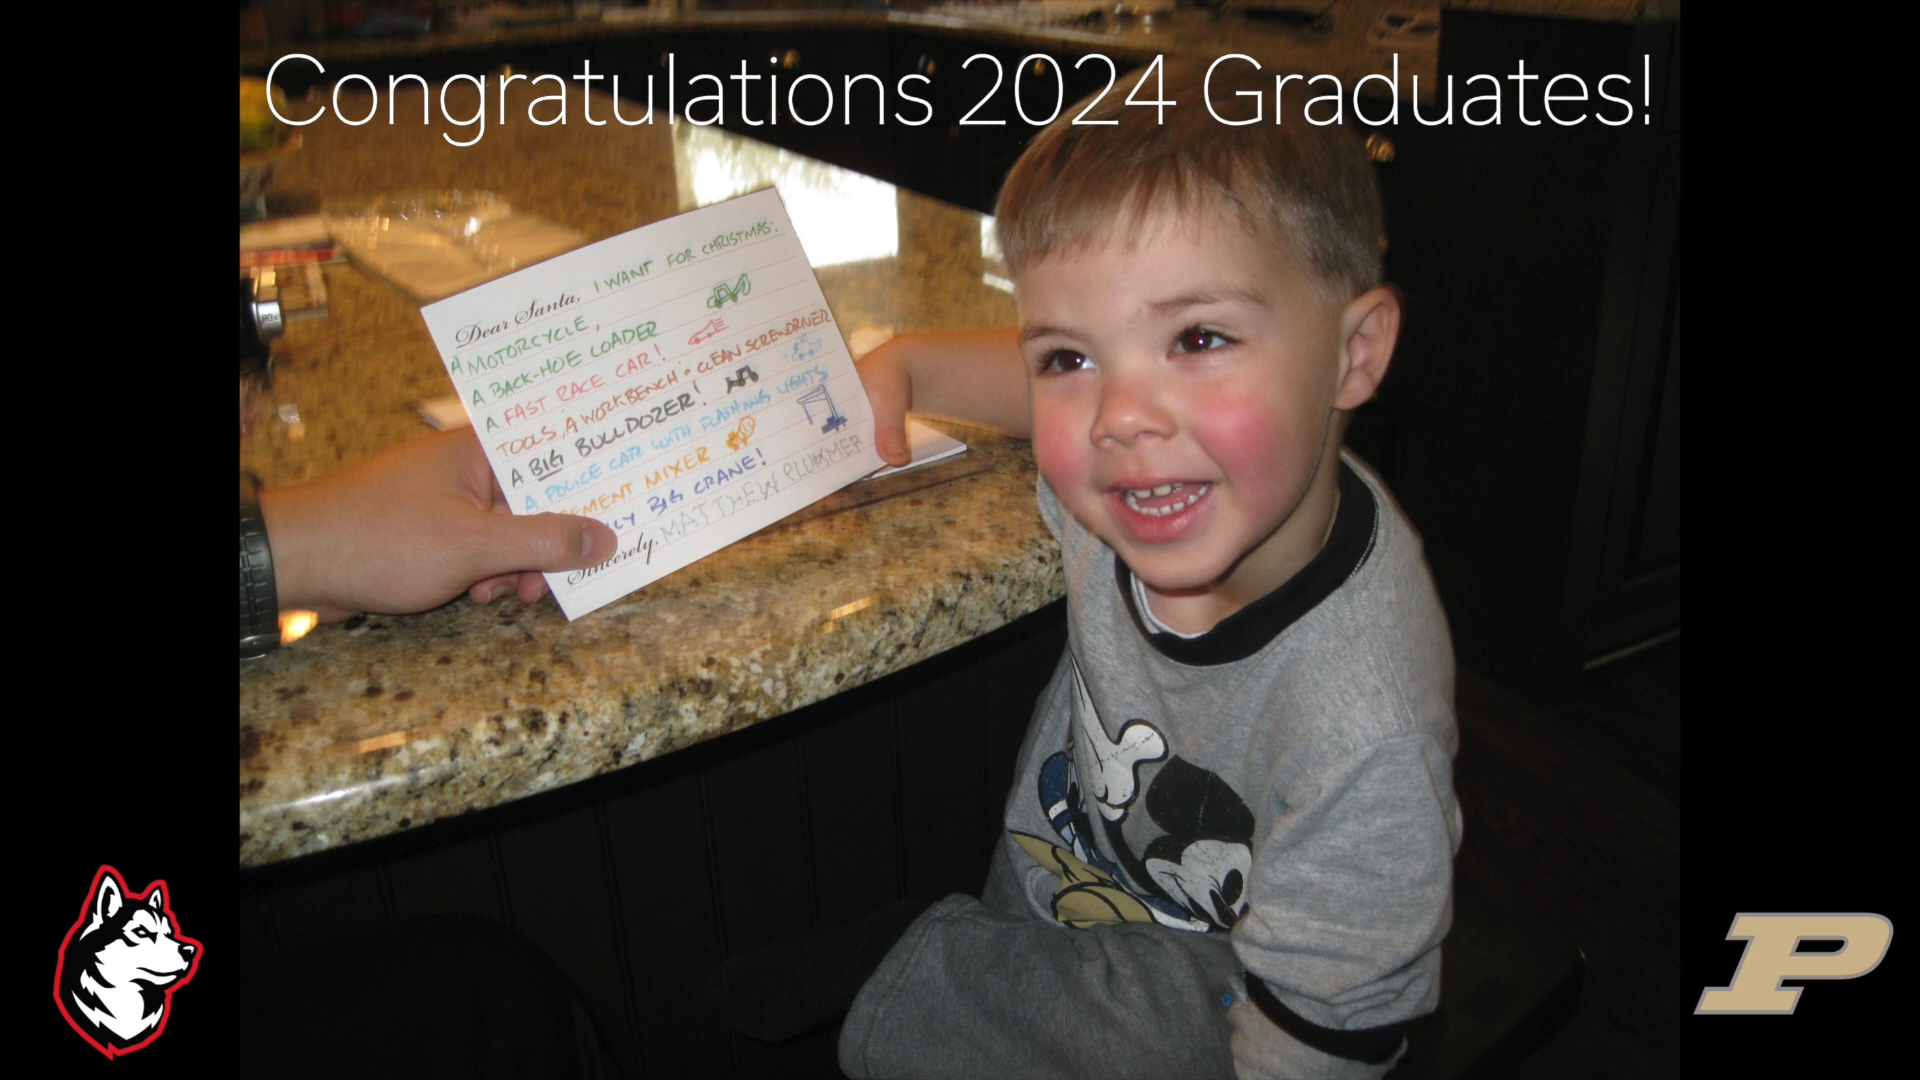 Congratulations 2024 Graduates!
Dear Santa, I WANT FOR CHRISTMAS:
A MOTORCYCLE,
A BACK-HOE LOADER
A FAST RACE CAR!
TOOLS, A WORKBENCH & CLEAN SCREWDRIVER
A BIG BULLDOZER!
A POLICE CAR WITH FLASHING LIGHTS
CEMENT MIXER
BIG CRANE!
Sincerely, MATTHEW PLUMMER
P